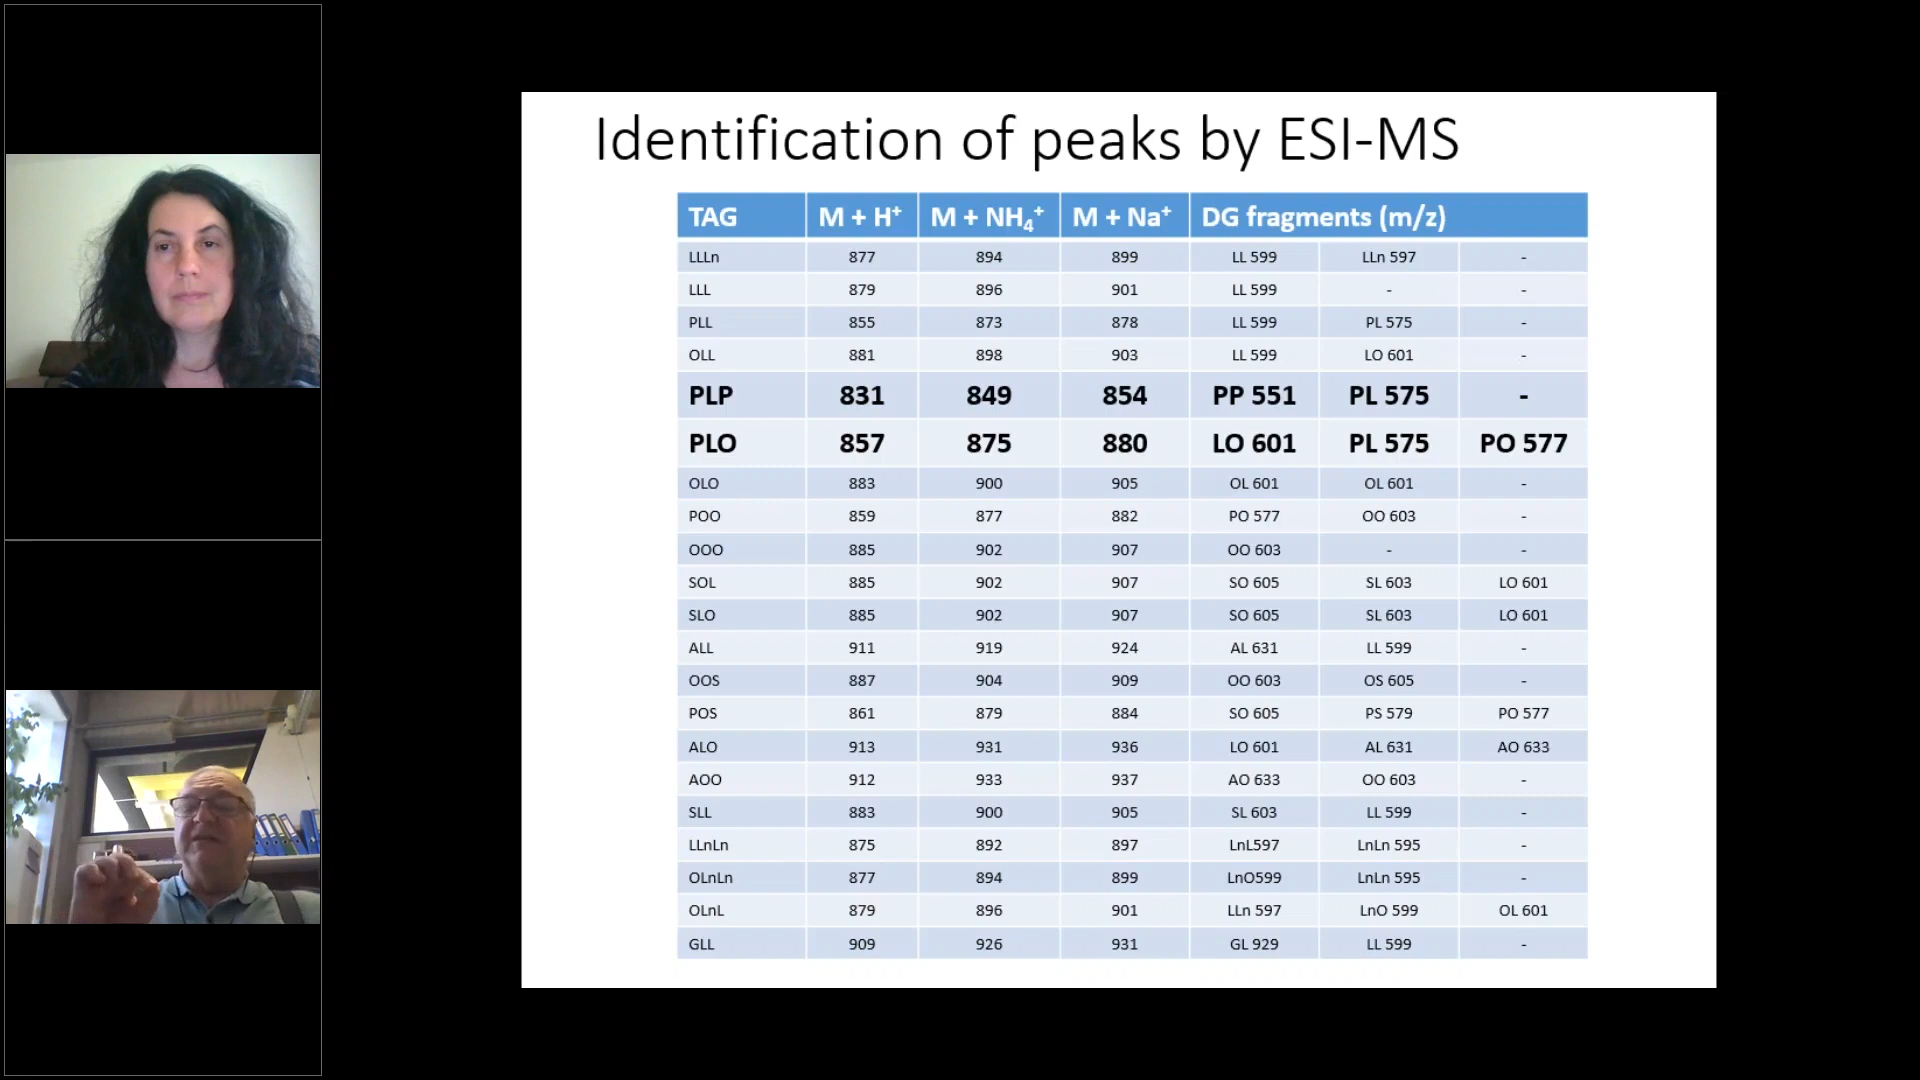 Identification of peaks by ESI-MS
TAG M + H+ M + NH4+ M + Na+ DG fragments (m/z)
LLLn 877 894 899 LL 599 LLn 597 -
LLL 879 896 901 LL 599 - -
PLL 855 873 878 LL 599 PL 575 -
OLL 881 898 903 LL 599 LO 601 -
PLP 831 849 854 PP 551 PL 575 -
PLO 857 875 880 LO 601 PL 575 PO 577
OLO 883 900 905 OL 601 OL 601 -
POO 859 877 882 PO 577 OO 603 -
OOO 885 902 907 OO 603 - -
SOL 885 902 907 SO 605 SL 603 LO 601
SLO 885 902 907 SO 605 SL 603 LO 601
ALL 911 919 924 AL 631 LL 599 -
OOS 887 904 909 OO 603 OS 605 -
POS 861 879 884 SO 605 PS 579 PO 577
ALO 913 931 936 LO 601 AL 631 AO 633
AOO 912 933 937 AO 633 OO 603 -
SLL 883 900 905 SL 603 LL 599 -
LLnLn 875 892 897 LnL597 LnLn 595 -
OLnLn 877 894 899 LnO599 LnLn 595 -
OLnL 879 896 901 LLn 597 LnO 599 OL 601
GLL 909 926 931 GL 929 LL 599 -